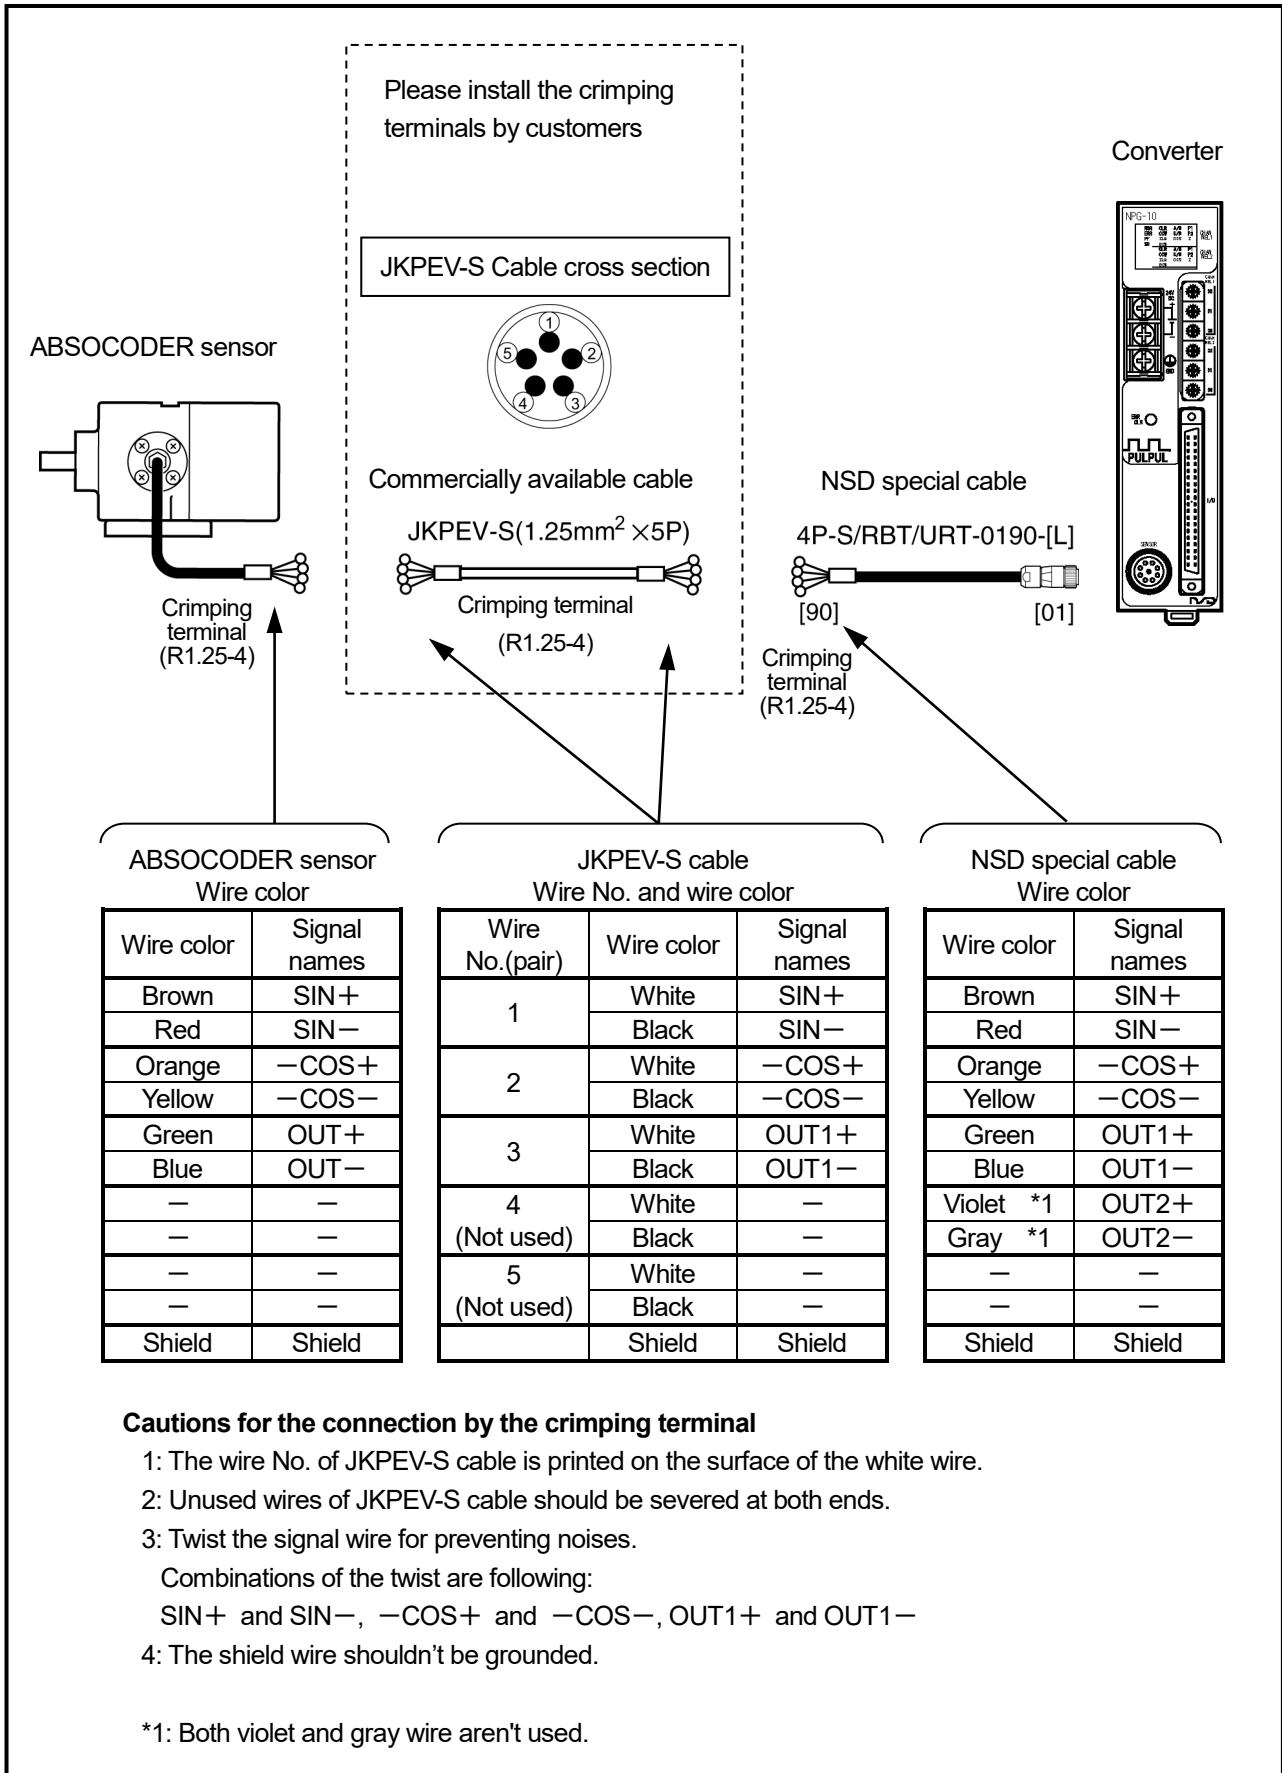 Please install the crimping
terminals by customers
Converter
JKPEV-S Cable cross section
1
5 2
4 3
ABSOCODER sensor
NPG-10
PULPUL
SENSOR
I/O
Commercially available cable
JKPEV-S(1.25mm² ×5P)
NSD special cable
4P-S/RBT/URT-0190-[L]
Crimping
terminal
(R1.25-4)
Crimping terminal
(R1.25-4)
[90] [01]
Crimping
terminal
(R1.25-4)
ABSOCODER sensor
Wire color
Wire color Signal names
Brown SIN＋
Red SIN－
Orange －COS＋
Yellow －COS－
Green OUT＋
Blue OUT－
－ －
－ －
－ －
－ －
Shield Shield
JKPEV-S cable
Wire No. and wire color
Wire No.(pair) Wire color Signal names
1 White SIN＋
Black SIN－
2 White －COS＋
Black －COS－
3 White OUT1＋
Black OUT1－
4 White －
(Not used) Black －
5 White －
(Not used) Black －
Shield Shield
NSD special cable
Wire color
Wire color Signal names
Brown SIN＋
Red SIN－
Orange －COS＋
Yellow －COS－
Green OUT1＋
Blue OUT1－
Violet *1 OUT2＋
Gray *1 OUT2－
－ －
－ －
Shield Shield
Cautions for the connection by the crimping terminal
1: The wire No. of JKPEV-S cable is printed on the surface of the white wire.
2: Unused wires of JKPEV-S cable should be severed at both ends.
3: Twist the signal wire for preventing noises.
Combinations of the twist are following:
SIN＋ and SIN－, －COS＋ and －COS－, OUT1＋ and OUT1－
4: The shield wire shouldn’t be grounded.
*1: Both violet and gray wire aren't used.